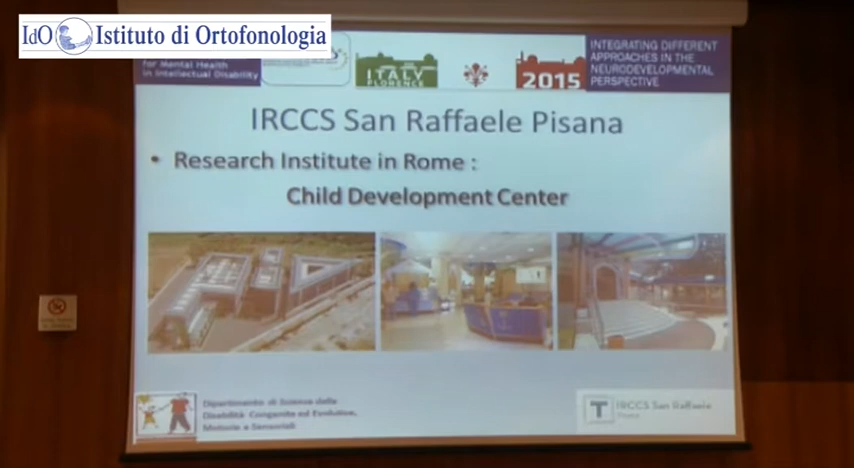 IdO Istituto di Ortofonologia
for Mental Health
in Intellectual Disability
ITALY
FLORENCE
2015
INTEGRATING DIFFERENT
APPROACHES IN THE
NEURODEVELOPMENTAL
PERSPECTIVE
IRCCS San Raffaele Pisana
• Research Institute in Rome :
Child Development Center
Dipartimento di Scienze delle
Disabilità Congenite ed Evolutive,
Motorie e Sensoriali
T IRCCS San Raffaele
Pisana